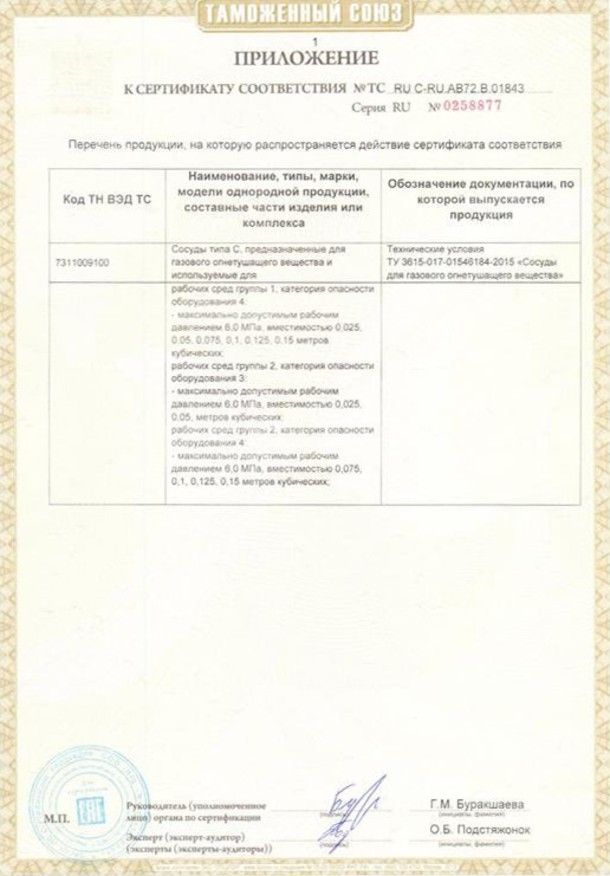 ТАМОЖЕННЫЙ СОЮЗ
1
ПРИЛОЖЕНИЕ
К СЕРТИФИКАТУ СООТВЕТСТВИЯ №ТС RU C-RU.АВ72.В.01843
Серия RU №0258877
Перечень продукции, на которую распространяется действие сертификата соответствия
Код ТН ВЭД ТС
Наименование, типы, марки,
модели однородной продукции,
составные части изделия или
комплекса
Обозначение документации, по
которой выпускается
продукция
7311009100
Сосуды типа С, предназначенные для
газового огнетушащего вещества и
используемые для
Технические условия
ТУ 3615-017-01546184-2015 «Сосуды
для газового огнетушащего вещества»
рабочих сред группы 1, категория опасности
оборудования 4:
- максимально допустимым рабочим
давлением 6,0 МПа, вместимостью 0,025,
0,05, 0,075, 0,1, 0,125, 0,15 метров
кубических;
рабочих сред группы 2, категория опасности
оборудования 3:
- максимально допустимым рабочим
давлением 6,0 МПа, вместимостью 0,025,
0,05, метров кубических;
рабочих сред группы 2, категория опасности
оборудования 4:
- максимально допустимым рабочим
давлением 6,0 МПа, вместимостью 0,075,
0,1, 0,125, 0,15 метров кубических;
М.П.
Руководитель (уполномоченное
лицо) органа по сертификации
(подпись)
Г.М. Буракшаева
(инициалы, фамилия)
Эксперт (эксперт-аудитор)
(эксперты (эксперты-аудиторы))
(подпись)
О.Б. Подстяжонок
(инициалы, фамилия)
EAC